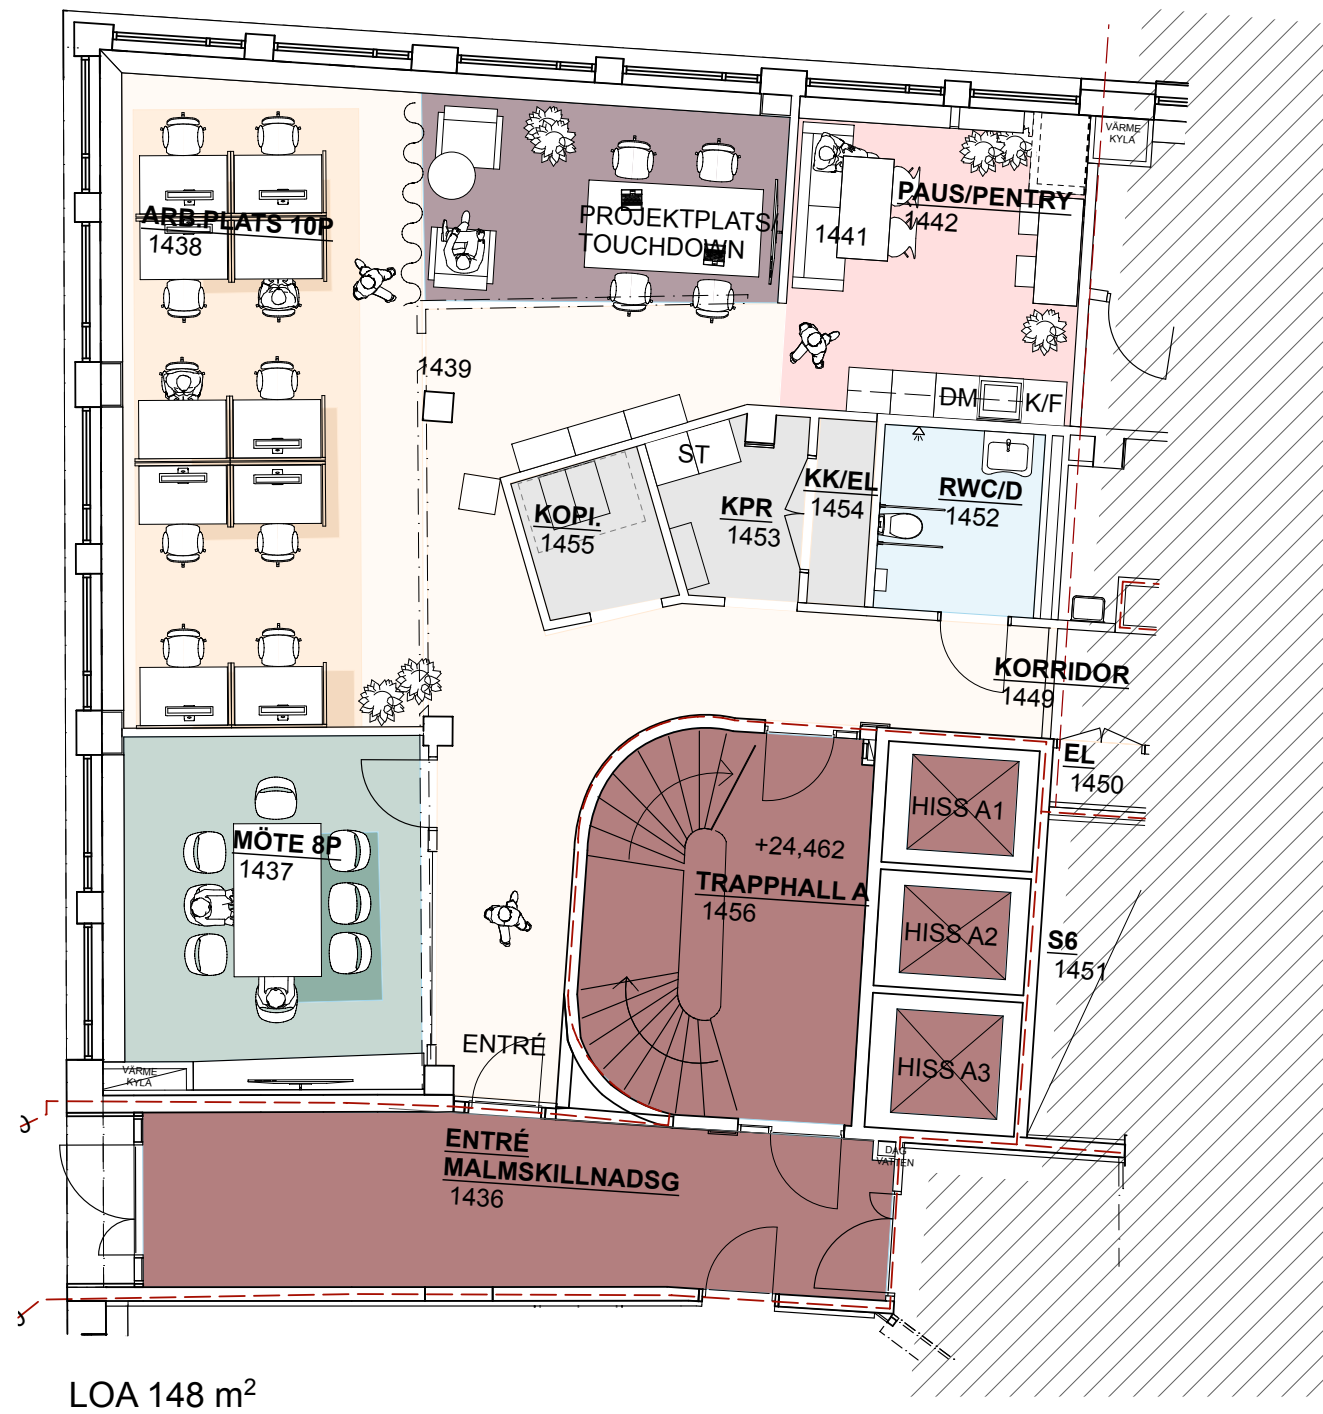 VÄRME
KYLA
ARB.PLATS 10P
1438
PROJEKTPLATS/
TOUCHDOWN
1441
PAUS/PENTRY
1442
1439
DM
K/F
ST
KOPI.
1455
KPR
1453
KK/EL
1454
RWC/D
1452
KORRIDOR
1449
EL
1450
HISS A1
MÖTE 8P
1437
+24,462
TRAPPHALL A
1456
HISS A2
S6
1451
ENTRÉ
HISS A3
VÄRME
KYLA
ENTRÉ
MALMSKILLNADSG
1436
DAG
VATTEN
LOA 148 m²